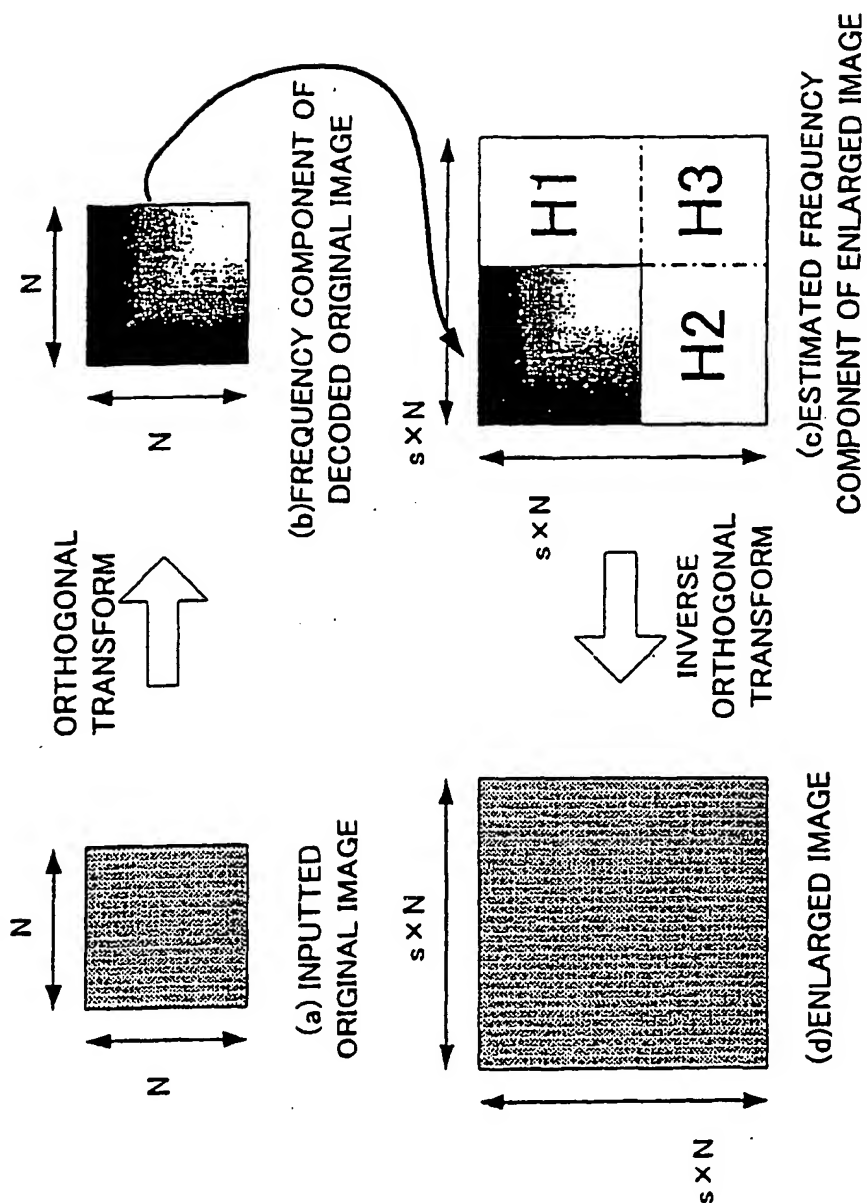 N
N
(a) INPUTTED
ORIGINAL IMAGE
ORTHOGONAL
TRANSFORM
N
N
(b)FREQUENCY COMPONENT OF
DECODED ORIGINAL IMAGE
s×N
s×N
(d)ENLARGED IMAGE
INVERSE
ORTHOGONAL
TRANSFORM
s×N
s×N
H1
H2
H3
(c)ESTIMATED FREQUENCY
COMPONENT OF ENLARGED IMAGE